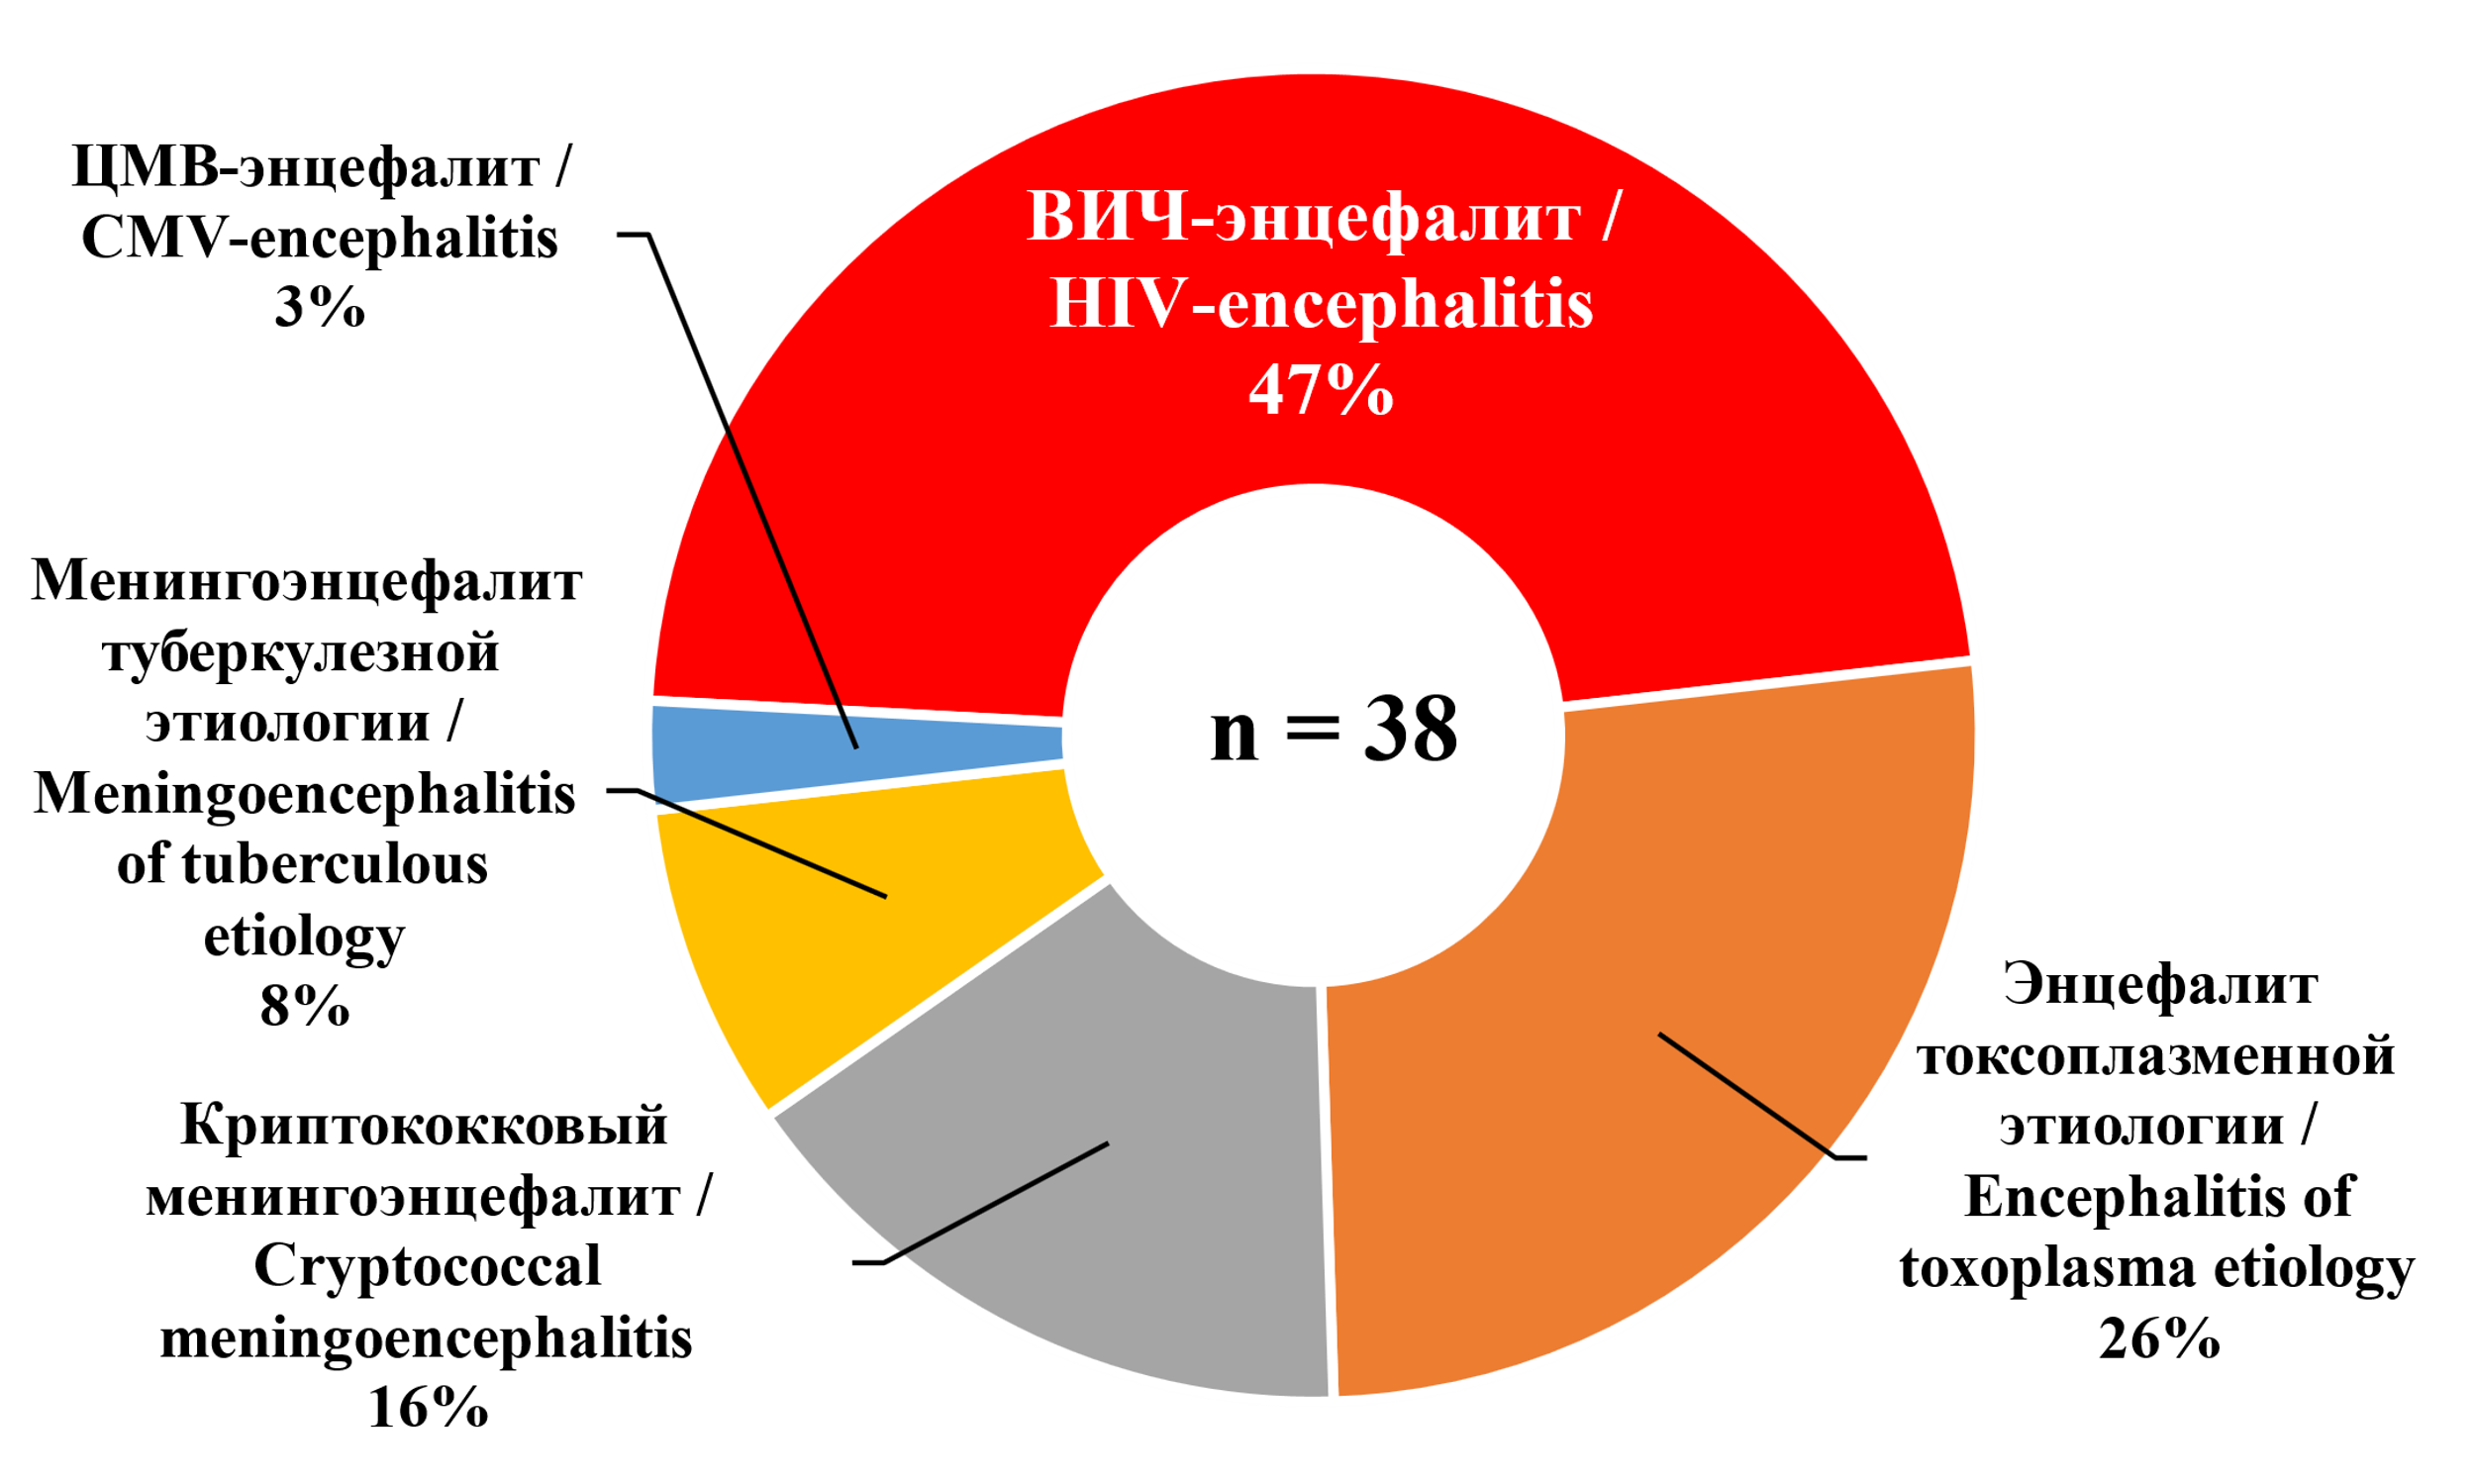 ЦМВ-энцефалит /
CMV-encephalitis
3%
ВИЧ-энцефалит /
HIV-encephalitis
47%
Менингоэнцефалит
туберкулезной
этиологии /
Meningoencephalitis
of tuberculous
etiology
8%
n = 38
Криптококковый
менингоэнцефалит /
Cryptococcal
meningoencephalitis
16%
Энцефалит
токсоплазменной
этиологии /
Encephalitis of
toxoplasma etiology
26%